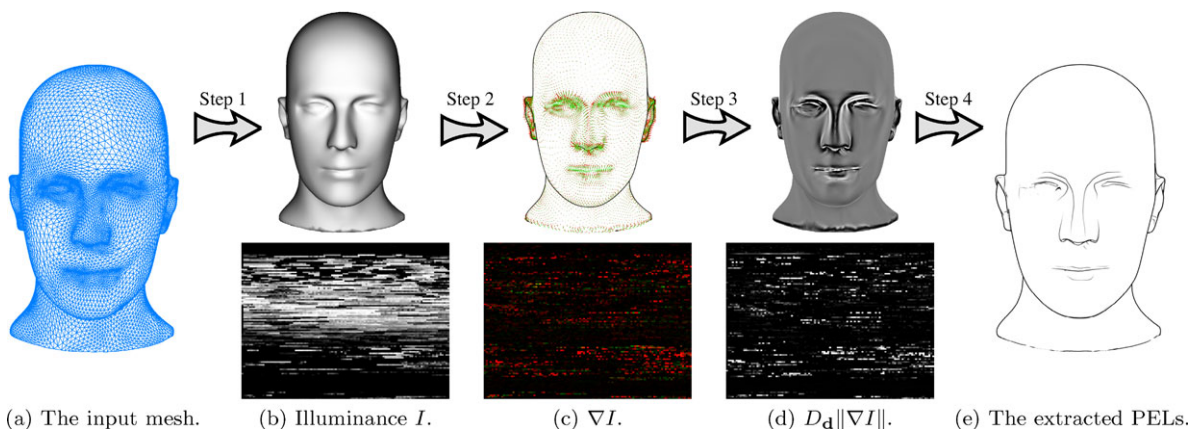 Step 1
Step 2
Step 3
Step 4
(a) The input mesh.
(b) Illuminance I.
(c) ∇I.
(d) D_d‖∇I‖.
(e) The extracted PELs.